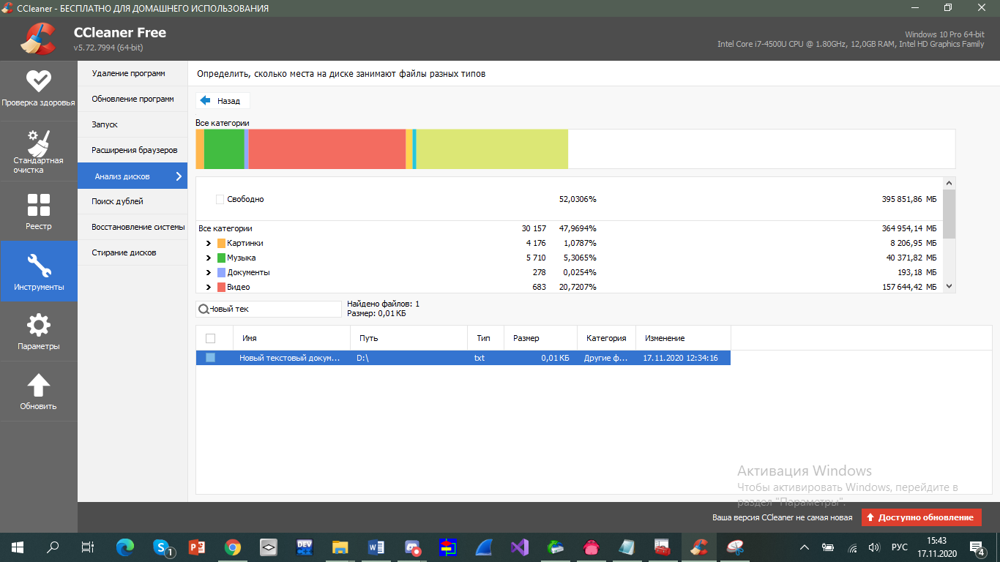 CCleaner - БЕСПЛАТНО ДЛЯ ДОМАШНЕГО ИСПОЛЬЗОВАНИЯ
CCleaner Free
v5.72.7994 (64-bit)
Windows 10 Pro 64-bit
Intel Core i7-4500U CPU @ 1.80GHz, 12,0GB RAM, Intel HD Graphics Family
Проверка здоровья
Стандартная
очистка
Реестр
Инструменты
Параметры
Обновить
Удаление программ
Обновление программ
Запуск
Расширения браузеров
Анализ дисков
Поиск дублей
Восстановление системы
Стирание дисков
Определить, сколько места на диске занимают файлы разных типов
Назад
Все категории
Свободно 52,0306% 395 851,86 МБ
Все категории 30 157 47,9694% 364 954,14 МБ
Картинки 4 176 1,0787% 8 206,95 МБ
Музыка 5 710 5,3065% 40 371,82 МБ
Документы 278 0,0254% 193,18 МБ
Видео 683 20,7207% 157 644,42 МБ
Новый тек
Найдено файлов: 1
Размер: 0,01 КБ
Имя Путь Тип Размер Категория Изменение
Новый текстовый докум... D:\ txt 0,01 КБ Другие ф... 17.11.2020 12:34:16
Активация Windows
Чтобы активировать Windows, перейдите в
раздел "Параметры".
Ваша версия CCleaner не самая новая
Доступно обновление
1
DEV
РУС
15:43
17.11.2020
4